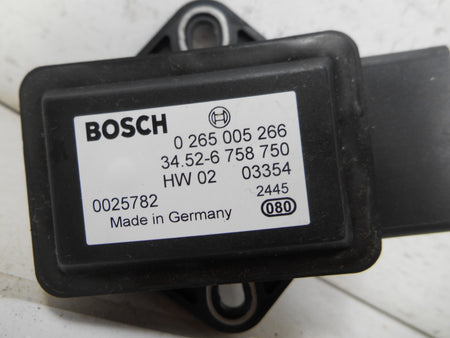 BOSCH
0 265 005 266
34.52-6 758 750
HW 02 03354
0025782 2445
Made in Germany 080